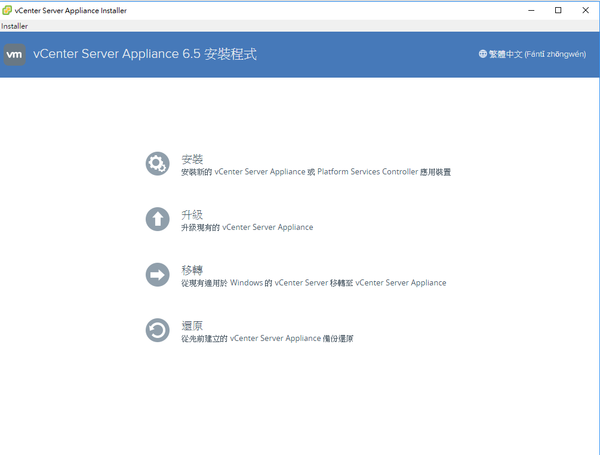 vCenter Server Appliance Installer
Installer
vm vCenter Server Appliance 6.5 安裝程式 繁體中文 (Féntǐ zhōngwén)
安裝
安裝新的 vCenter Server Appliance 或 Platform Services Controller 應用裝置
升級
升級現有的 vCenter Server Appliance
移轉
從現有適用於 Windows 的 vCenter Server 移轉至 vCenter Server Appliance
還原
從先前建立的 vCenter Server Appliance 備份還原